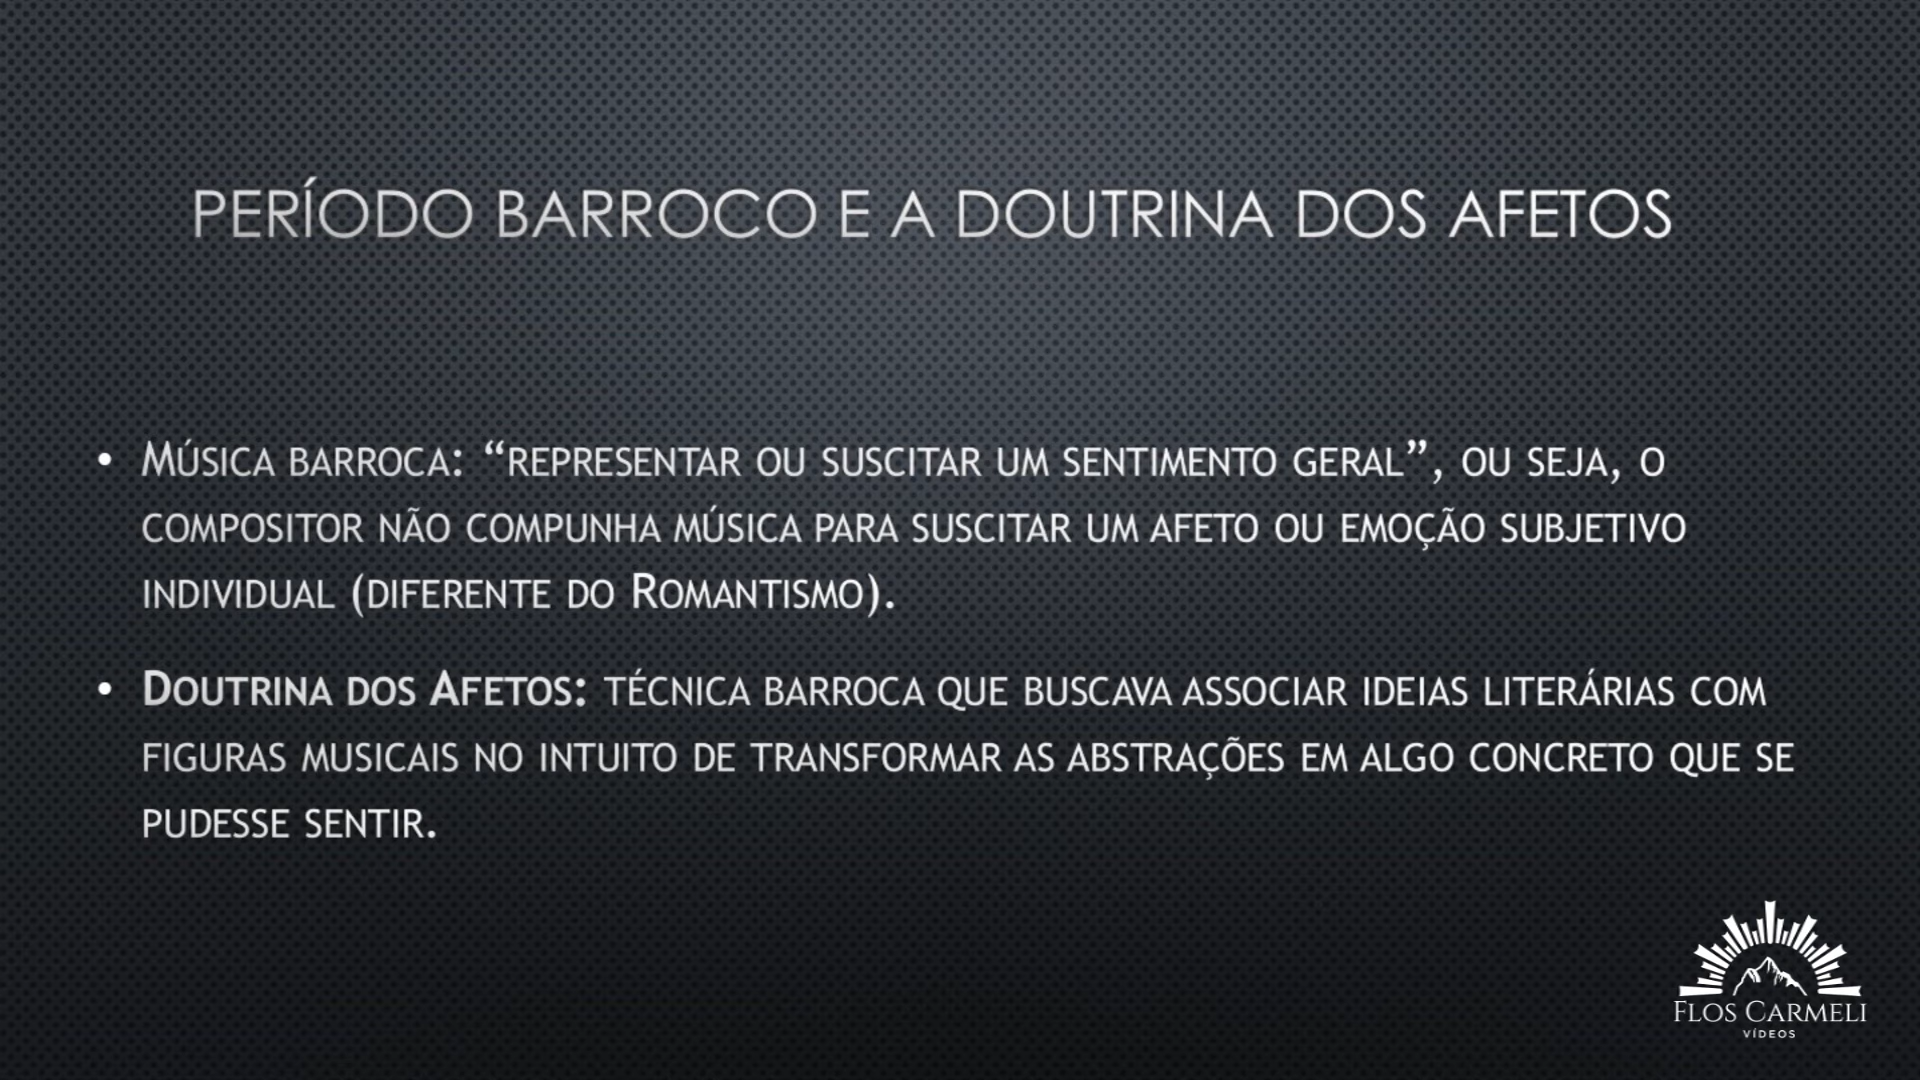 PERÍODO BARROCO E A DOUTRINA DOS AFETOS
• MÚSICA BARROCA: “REPRESENTAR OU SUSCITAR UM SENTIMENTO GERAL”, OU SEJA, O
COMPOSITOR NÃO COMPUNHA MÚSICA PARA SUSCITAR UM AFETO OU EMOÇÃO SUBJETIVO
INDIVIDUAL (DIFERENTE DO ROMANTISMO).
• DOUTRINA DOS AFETOS: TÉCNICA BARROCA QUE BUSCAVA ASSOCIAR IDEIAS LITERÁRIAS COM
FIGURAS MUSICAIS NO INTUITO DE TRANSFORMAR AS ABSTRAÇÕES EM ALGO CONCRETO QUE SE
PUDESSE SENTIR.
FLOS CARMELI
VÍDEOS